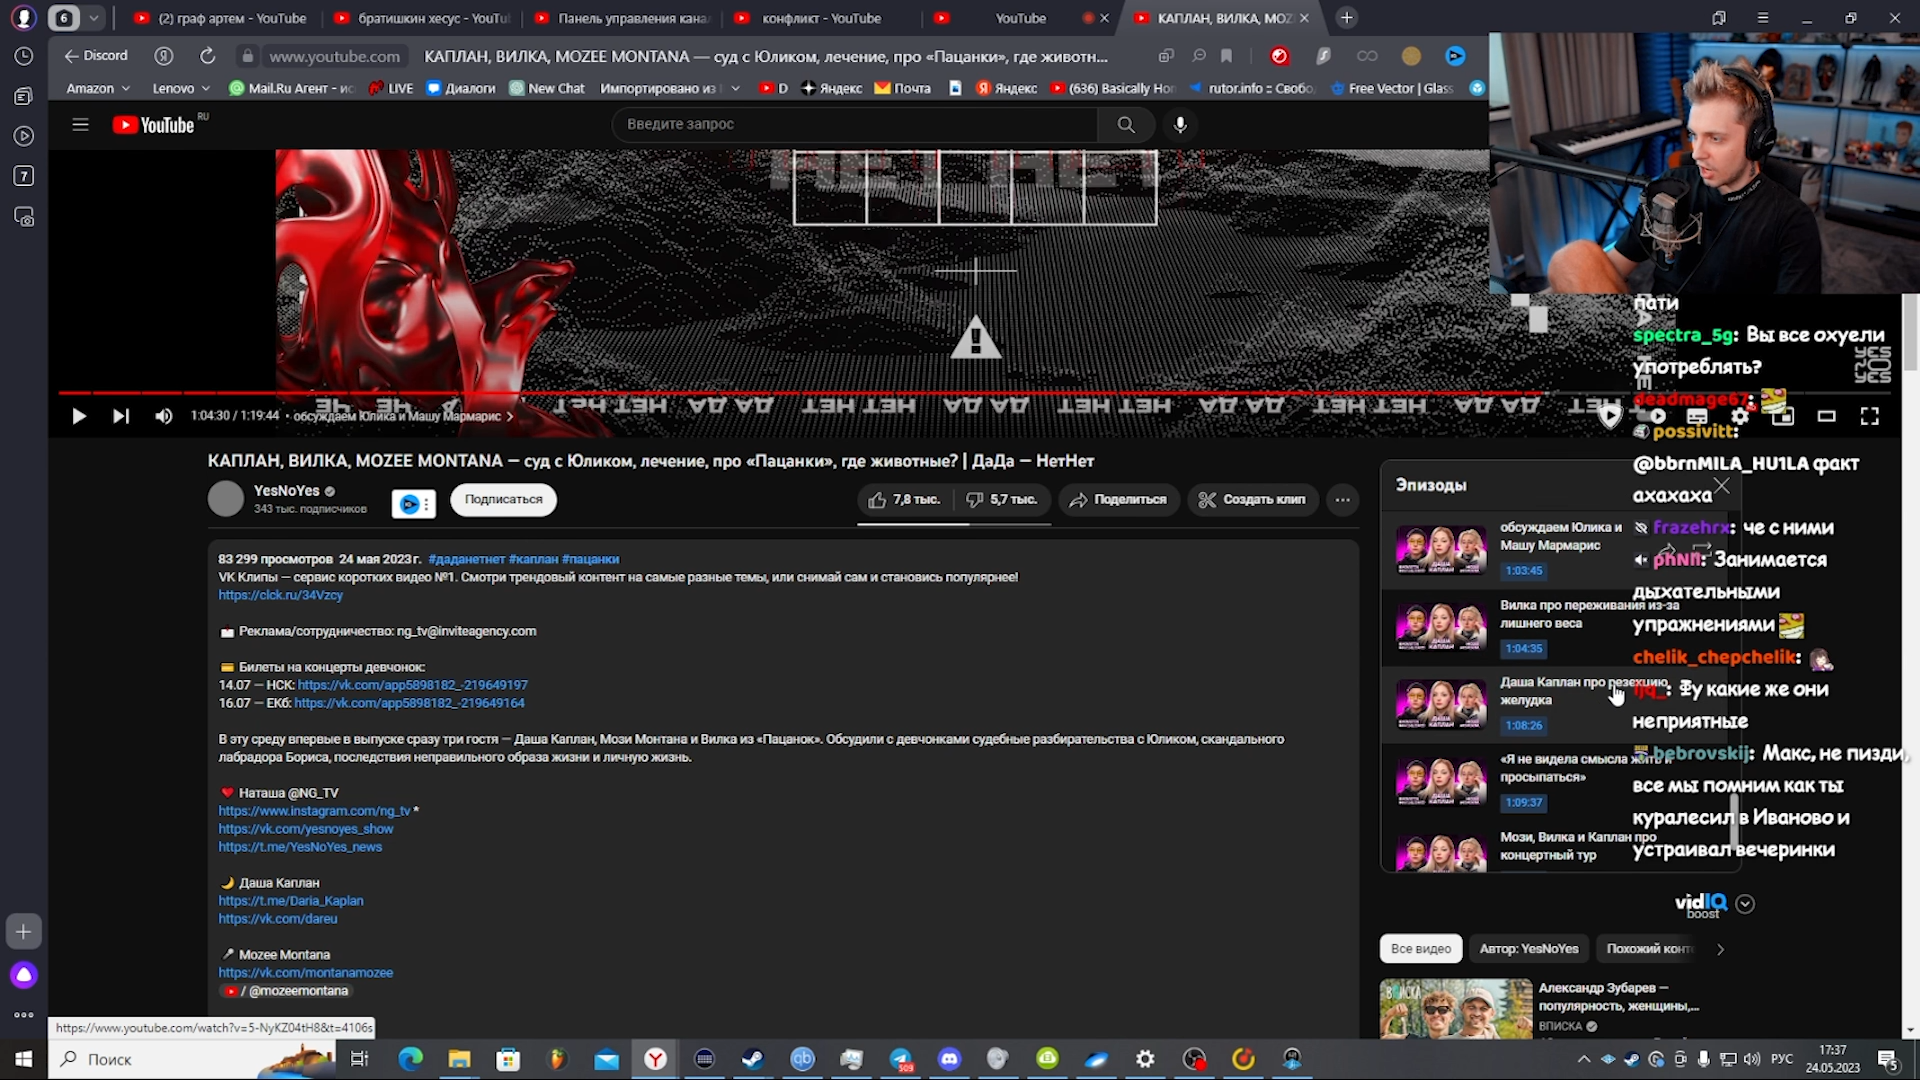 6
(2) граф артем - YouTube
братишкин хесус - YouTu
Панель управления кана
конфликт - YouTube
YouTube
КАПЛАН, ВИЛКА, MOZ
Discord
www.youtube.com
КАПЛАН, ВИЛКА, MOZEE MONTANA — суд с Юликом, лечение, про «Пацанки», где животн...
Amazon
Lenovo
Mail.Ru Агент - ис
LIVE
Диалоги
New Chat
Импортировано из
D
Яндекс
Почта
Яндекс
(636) Basically Hor
rutor.info :: Свобо
Free Vector | Glass
7
YouTube RU
Введите запрос
НЕТ НЕТ
1:04:30 / 1:19:44 • обсуждаем Юлика и Машу Мармарис
КАПЛАН, ВИЛКА, MOZEE MONTANA — суд с Юликом, лечение, про «Пацанки», где животные? | ДаДа — НетНет
YesNoYes
343 тыс. подписчиков
Подписаться
7,8 тыс.
5,7 тыс.
Поделиться
Создать клип
83 299 просмотров 24 мая 2023 г. #даданетнет #каплан #пацанки
VK Клипы — сервис коротких видео №1. Смотри трендовый контент на самые разные темы, или снимай сам и становись популярнее!
https://clck.ru/34Vzcy
Реклама/сотрудничество: ng_tv@inviteagency.com
Билеты на концерты девчонок:
14.07 — НСК: https://vk.com/app5898182_-219649197
16.07 — ЕКб: https://vk.com/app5898182_-219649164
В эту среду впервые в выпуске сразу три гостя — Даша Каплан, Мози Монтана и Вилка из «Пацанок». Обсудили с девчонками судебные разбирательства с Юликом, скандального
лабрадора Бориса, последствия неправильного образа жизни и личную жизнь.
Наташа @NG_TV
https://www.instagram.com/ng_tv *
https://vk.com/yesnoyes_show
https://t.me/YesNoYes_news
Даша Каплан
https://t.me/Daria_Kaplan
https://vk.com/dareu
Mozee Montana
https://vk.com/montanamozee
/ @mozeemontana
https://www.youtube.com/watch?v=5-NyKZ04tH8&t=4106s
Эпизоды
обсуждаем Юлика и
Машу Мармарис
1:03:45
Вилка про переживания из-за
лишнего веса
1:04:35
Даша Каплан про резекцию
желудка
1:08:26
«Я не видела смысла жить и
просыпаться»
1:09:37
Мози, Вилка и Каплан про
концертный тур
vidIQ
boost
Все видео
Автор: YesNoYes
Похожий конт
Александр Зубарев —
популярность, женщины,...
ВПИСКА
пати
spectra_5g: Вы все охуели
употреблять?
deadmage67:
possivitt:
@bbrnMILA_HU1LA факт
ахахаха
frazehrx: че с ними
phNll: Занимается
дыхательными
упражнениями
chelik_chepchelik:
: Фу какие же они
неприятные
bebrovskij: Макс, не пизди,
все мы помним как ты
куралесил в Иваново и
устраивал вечеринки
Поиск
509
РУС
17:37
24.05.2023
5